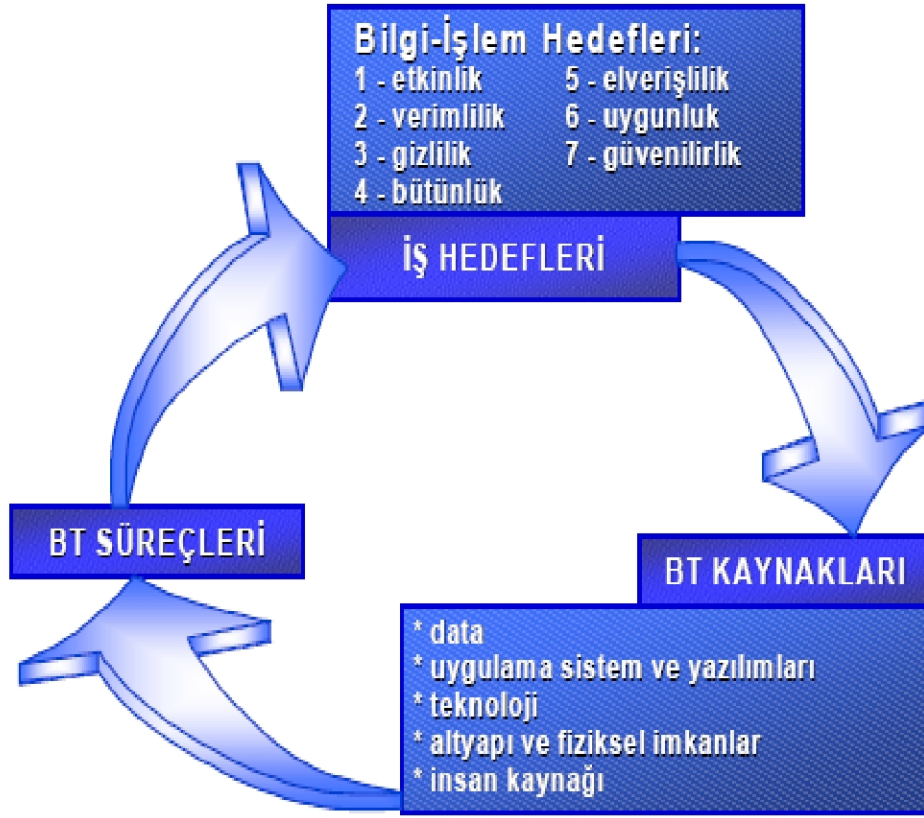 Bilgi-İşlem Hedefleri:
1 - etkinlik
2 - verimlilik
3 - gizlilik
4 - bütünlük
5 - elverişlilik
6 - uygunluk
7 - güvenilirlik
İŞ HEDEFLERİ
BT SÜREÇLERİ
BT KAYNAKLARI
* data
* uygulama sistem ve yazılımları
* teknoloji
* altyapı ve fiziksel imkanlar
* insan kaynağı